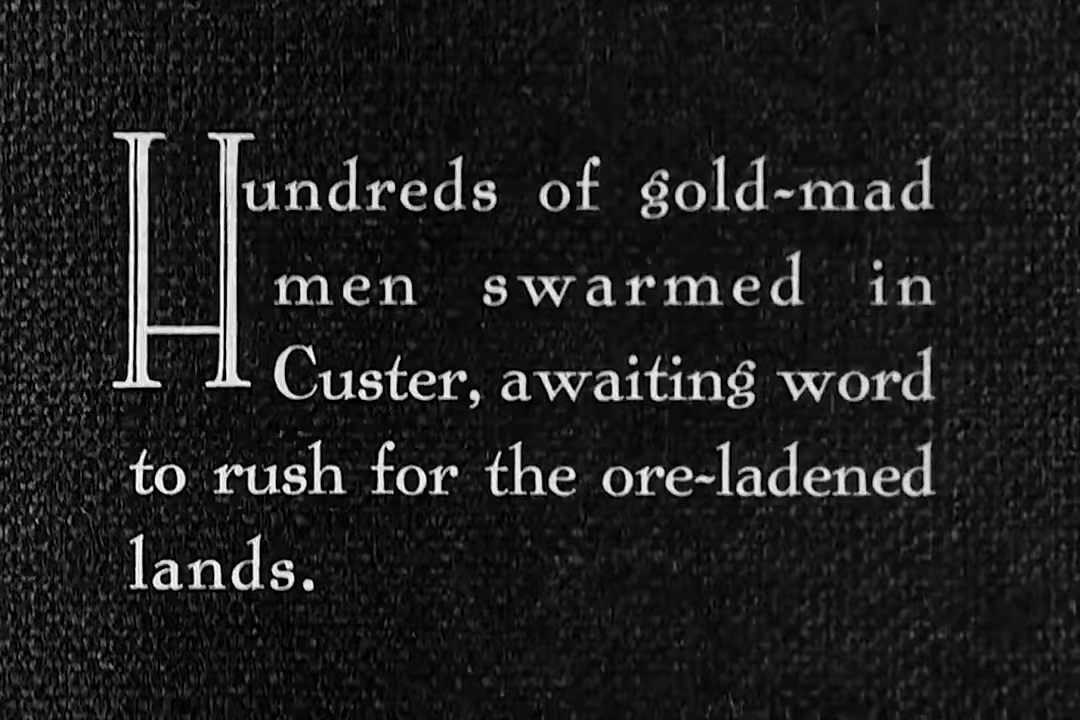 Hundreds of gold-mad
men swarmed in
Custer, awaiting word
to rush for the ore-ladened
lands.